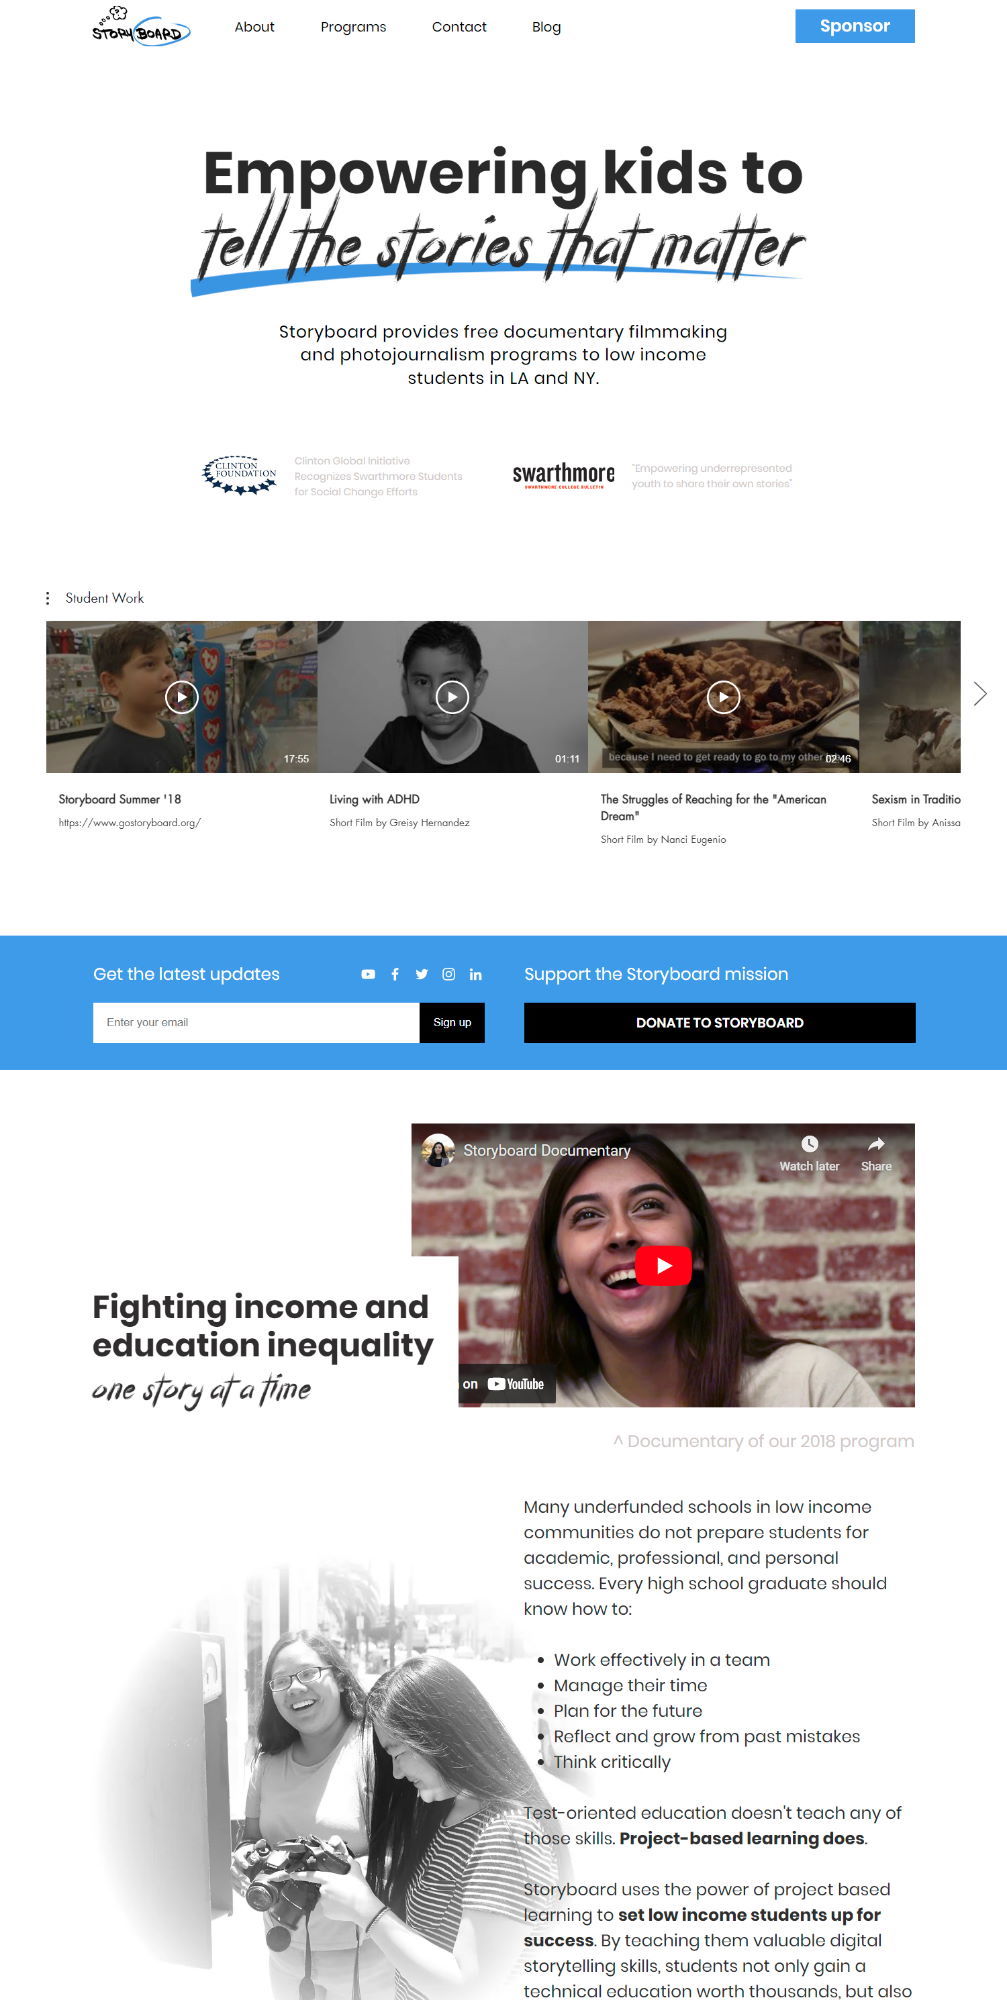 STORYBOARD
About
Programs
Contact
Blog
Sponsor
Empowering kids to
tell the stories that matter
Storyboard provides free documentary filmmaking
and photojournalism programs to low income
students in LA and NY.
CLINTON
FOUNDATION
Clinton Global Initiative
Recognizes Swarthmore Students
for Social Change Efforts
swarthmore
SWARTHMORE COLLEGE BULLETIN
"Empowering underrepresented
youth to share their own stories"
Student Work
17:55
01:11
because I need to get ready to go to my other
02:46
Storyboard Summer '18
https://www.gostoryboard.org/
Living with ADHD
Short Film by Greisy Hernandez
The Struggles of Reaching for the "American
Dream"
Short Film by Nanci Eugenio
Sexism in Traditio
Short Film by Anissa
Get the latest updates
Enter your email
Sign up
Support the Storyboard mission
DONATE TO STORYBOARD
Storyboard Documentary
Watch later
Share
on YouTube
Fighting income and
education inequality
one story at a time
^ Documentary of our 2018 program
Many underfunded schools in low income
communities do not prepare students for
academic, professional, and personal
success. Every high school graduate should
know how to:
• Work effectively in a team
• Manage their time
• Plan for the future
• Reflect and grow from past mistakes
• Think critically
Test-oriented education doesn't teach any of
those skills. Project-based learning does.
Storyboard uses the power of project based
learning to set low income students up for
success. By teaching them valuable digital
storytelling skills, students not only gain a
technical education worth thousands, but also